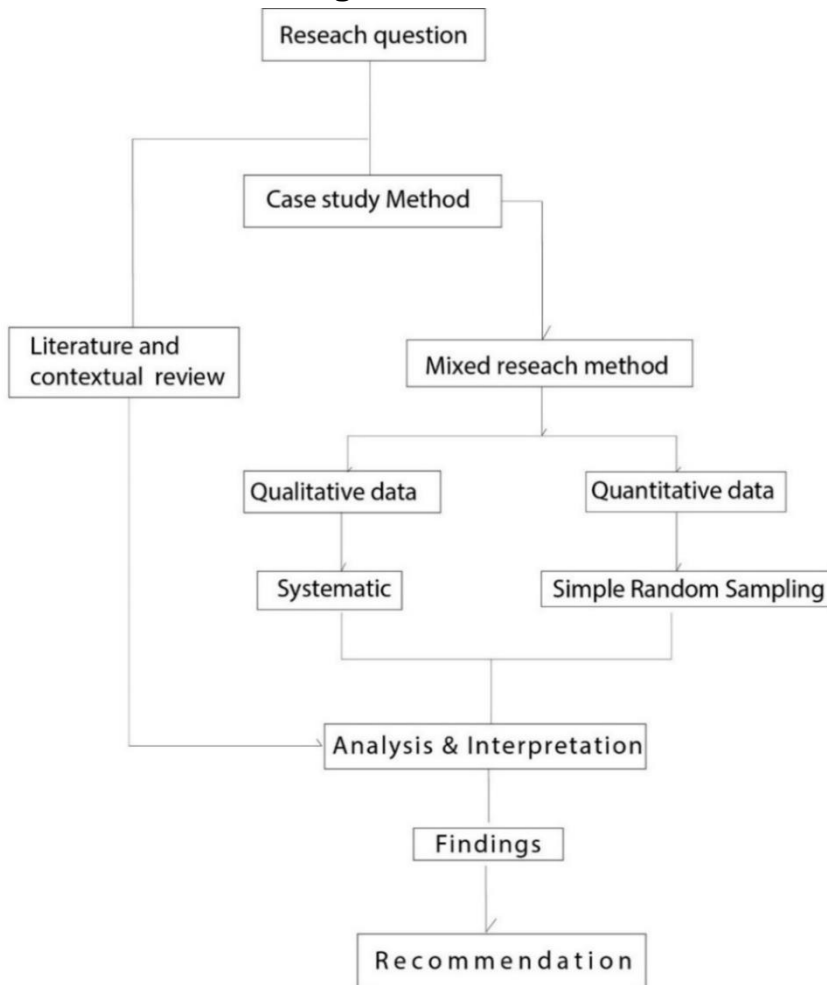 Reseach question
Case study Method
Literature and
contextual review
Mixed reseach method
Qualitative data
Quantitative data
Systematic
Simple Random Sampling
Analysis & Interpretation
Findings
Recommendation